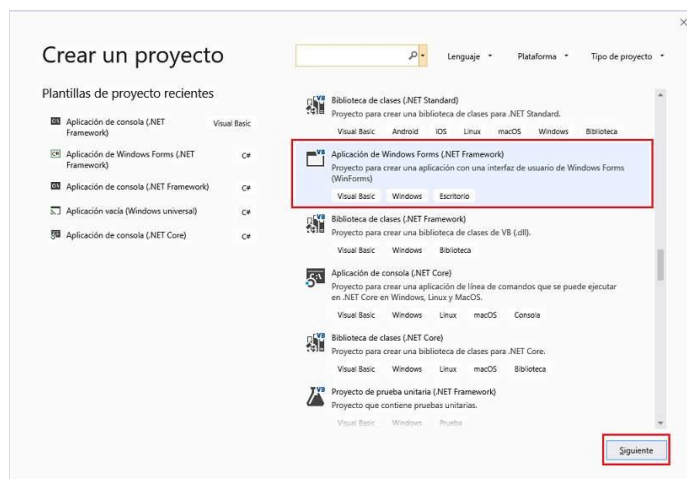 Crear un proyecto
Lenguaje
Plataforma
Tipo de proyecto
Plantillas de proyecto recientes
Aplicación de consola (.NET Framework)
Visual Basic
Aplicación de Windows Forms (.NET Framework)
C#
Aplicación de consola (.NET Framework)
C#
Aplicación vacía (Windows universal)
C#
Aplicación de consola (.NET Core)
C#
Biblioteca de clases (.NET Standard)
Proyecto para crear una biblioteca de clases para .NET Standard.
Visual Basic Android iOS Linux macOS Windows Biblioteca
Aplicación de Windows Forms (.NET Framework)
Proyecto para crear una aplicación con una interfaz de usuario de Windows Forms
(WinForms)
Visual Basic Windows Escritorio
Biblioteca de clases (.NET Framework)
Proyecto para crear una biblioteca de clases de VB (.dll).
Visual Basic Windows Biblioteca
Aplicación de consola (.NET Core)
Proyecto para crear una aplicación de línea de comandos que se puede ejecutar
en .NET Core en Windows, Linux y MacOS.
Visual Basic Windows Linux macOS Consola
Biblioteca de clases (.NET Core)
Proyecto para crear una biblioteca de clases para .NET Core.
Visual Basic Windows Linux macOS Biblioteca
Proyecto de prueba unitaria (.NET Framework)
Proyecto que contiene pruebas unitarias.
Visual Basic Windows Prueba
Siguiente